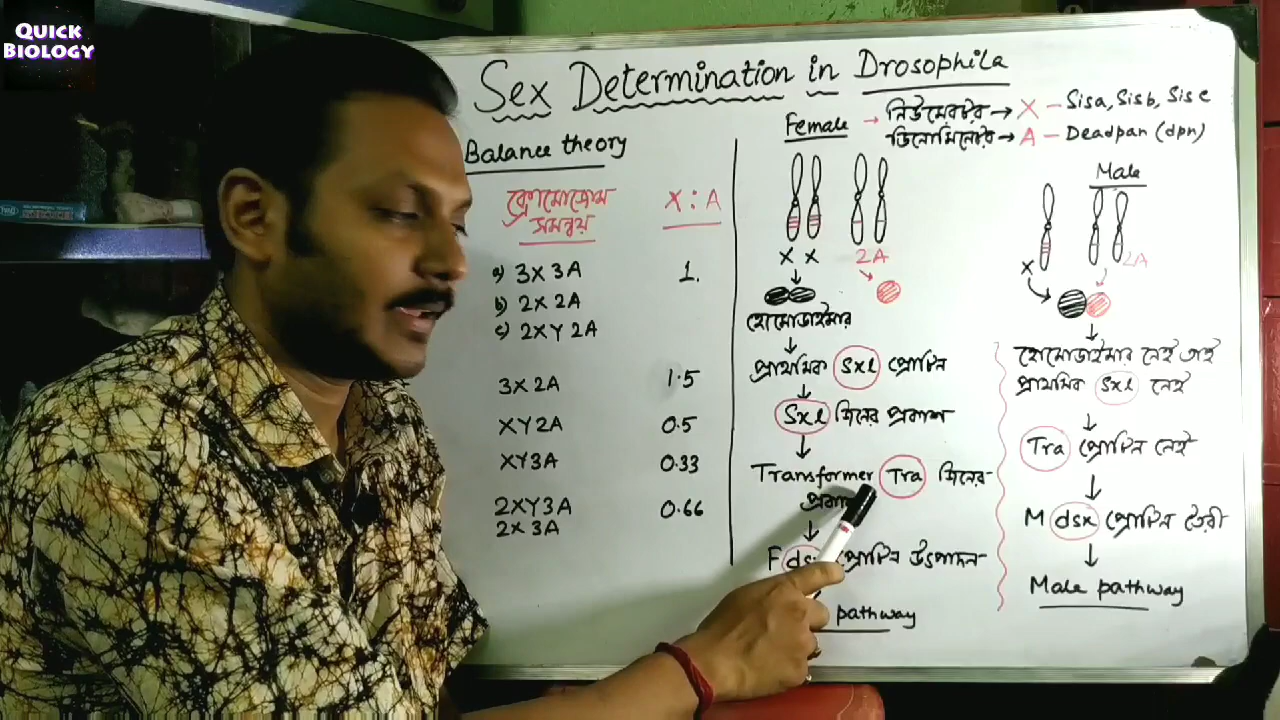 QUICK
BIOLOGY
Sex Determination in Drosophila
Balance theory
ক্রোমোজোম
সমন্বয়
X : A
a) 3X 3A
1.
b) 2X 2A
c) 2XY 2A
3X 2A
1.5
XY2A
0.5
XY3A
0.33
2XY3A
0.66
2X 3A
Female → নিউমেরেটর → X - Sisa, Sisb, Sisc
ডিনোমিনেটর → A - Deadpan (dpn)
X X
2A
হোমোডাইমার
প্রাথমিক Sxl প্রোটিন
Sxl জিনের প্রকাশ
Transformer Tra জিনের
F প্রোটিন উৎপাদন
pathway
Male
X
2A
হোমোডাইমার নেই তাই
প্রাথমিক Sxl নেই
Tra প্রোটিন নেই
M dsx প্রোটিন তৈরী
Male pathway